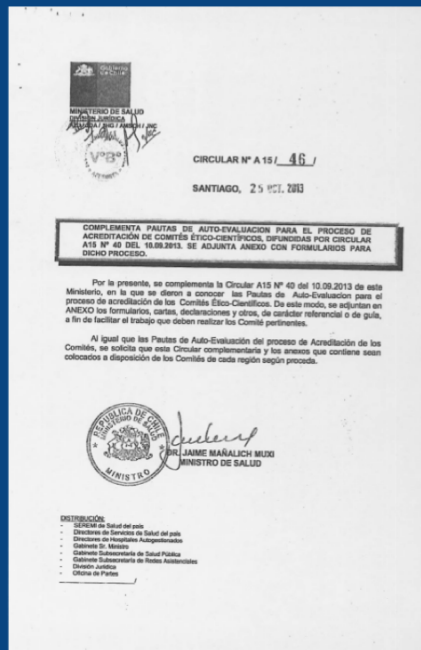 Gobierno de Chile
MINISTERIO DE SALUD
DIVISIÓN JURÍDICA
VºBº
CIRCULAR Nº A 15/ 46 /
SANTIAGO, 25 OCT. 2013
COMPLEMENTA PAUTAS DE AUTO-EVALUACION PARA EL PROCESO DE
ACREDITACIÓN DE COMITÉS ÉTICO-CIENTÍFICOS, DIFUNDIDAS POR CIRCULAR
A15 Nº 40 DEL 10.09.2013. SE ADJUNTA ANEXO CON FORMULARIOS PARA
DICHO PROCESO.
Por la presente, se complementa la Circular A15 Nº 40 del 10.09.2013 de este
Ministerio, en la que se dieron a conocer las Pautas de Auto-Evaluacion para el
proceso de acreditación de los Comités Ético-Científicos. De este modo, se adjuntan en
ANEXO los formularios, cartas, declaraciones y otros, de carácter referencial o de guía,
a fin de facilitar el trabajo que deben realizar los Comité pertinentes.
Al igual que las Pautas de Auto-Evaluación del proceso de Acreditación de los
Comités, se solicita que esta Circular complementaria y los anexos que contiene sean
colocados a disposición de los Comités de cada región según proceda.
REPUBLICA DE CHILE
MINISTERIO DE SALUD
MINISTRO
DR. JAIME MAÑALICH MUXI
MINISTRO DE SALUD
DISTRIBUCIÓN:
- SEREMI de Salud del país
- Directores de Servicios de Salud del país
- Directores de Hospitales Autogestionados
- Gabinete Sr. Ministro
- Gabinete Subsecretaría de Salud Pública
- Gabinete Subsecretaría de Redes Asistenciales
- División Jurídica
- Oficina de Partes